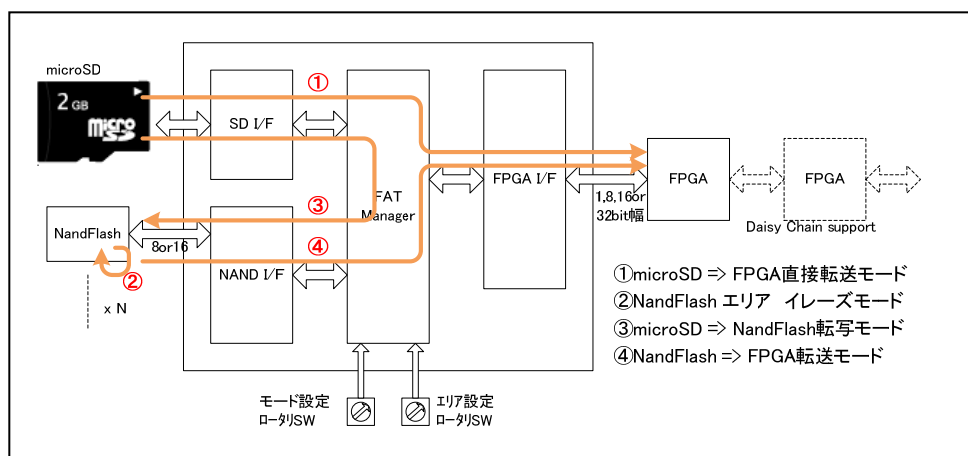 microSD
2 GB
micro
SD
①
SD I/F
FAT
Manager
FPGA I/F
FPGA
FPGA
1,8,16or
32bit幅
Daisy Chain support
③
NandFlash
8or16
④
NAND I/F
②
x N
①microSD => FPGA直接転送モード
②NandFlash エリア イレーズモード
③microSD => NandFlash転写モード
④NandFlash => FPGA転送モード
モード設定
ロータリSW
エリア設定
ロータリSW